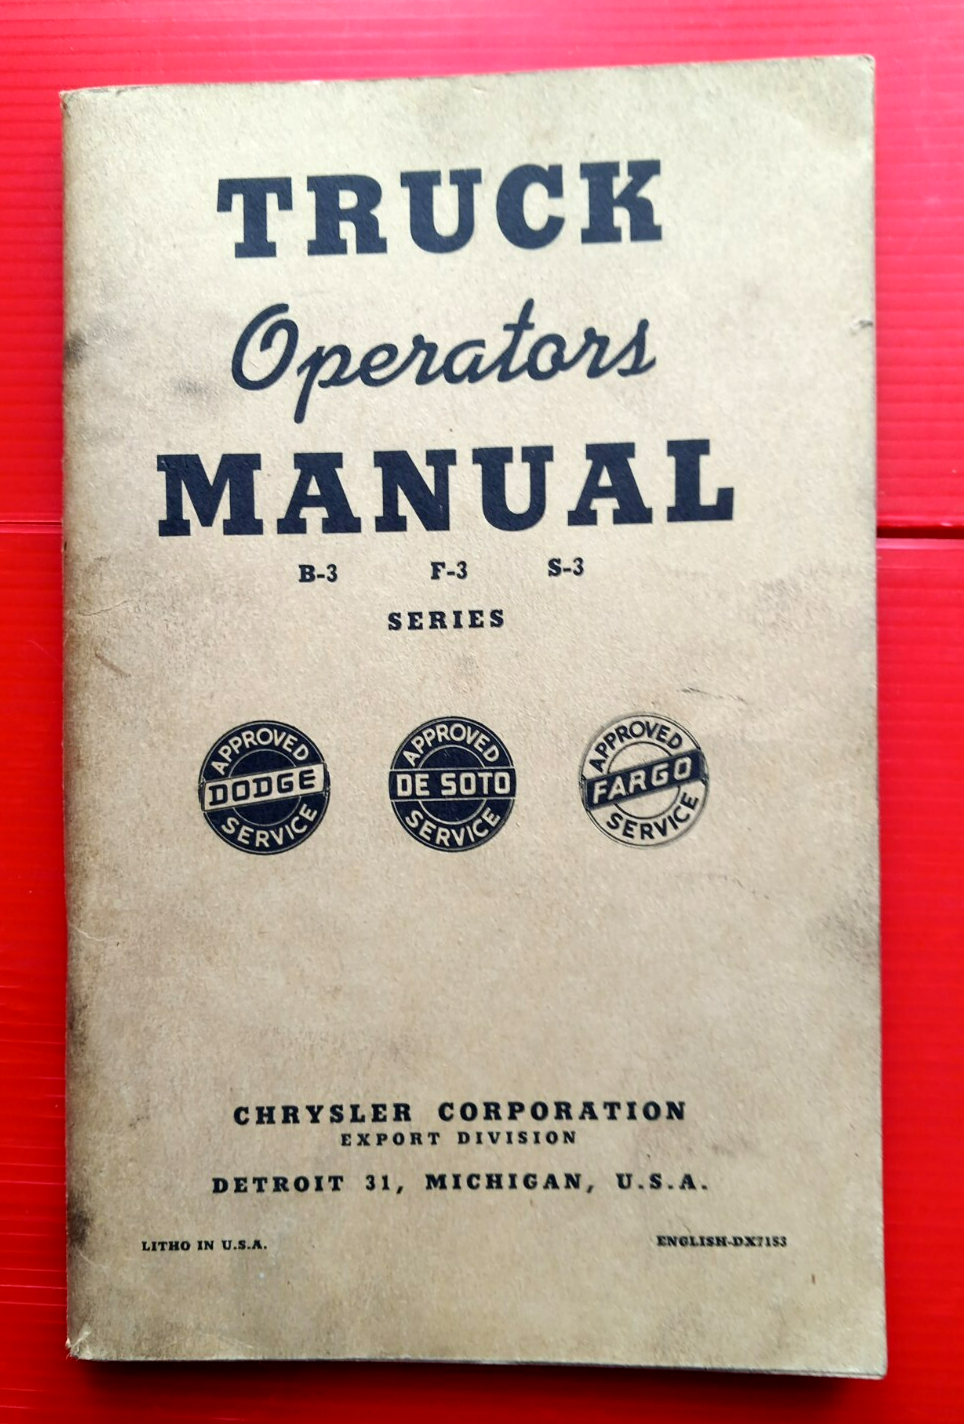 TRUCK
Operators
MANUAL
B-3 F-3 S-3
SERIES
APPROVED
DODGE
SERVICE
APPROVED
DE SOTO
SERVICE
APPROVED
FARGO
SERVICE
CHRYSLER CORPORATION
EXPORT DIVISION
DETROIT 31, MICHIGAN, U.S.A.
LITHO IN U.S.A.
ENGLISH-DX7153